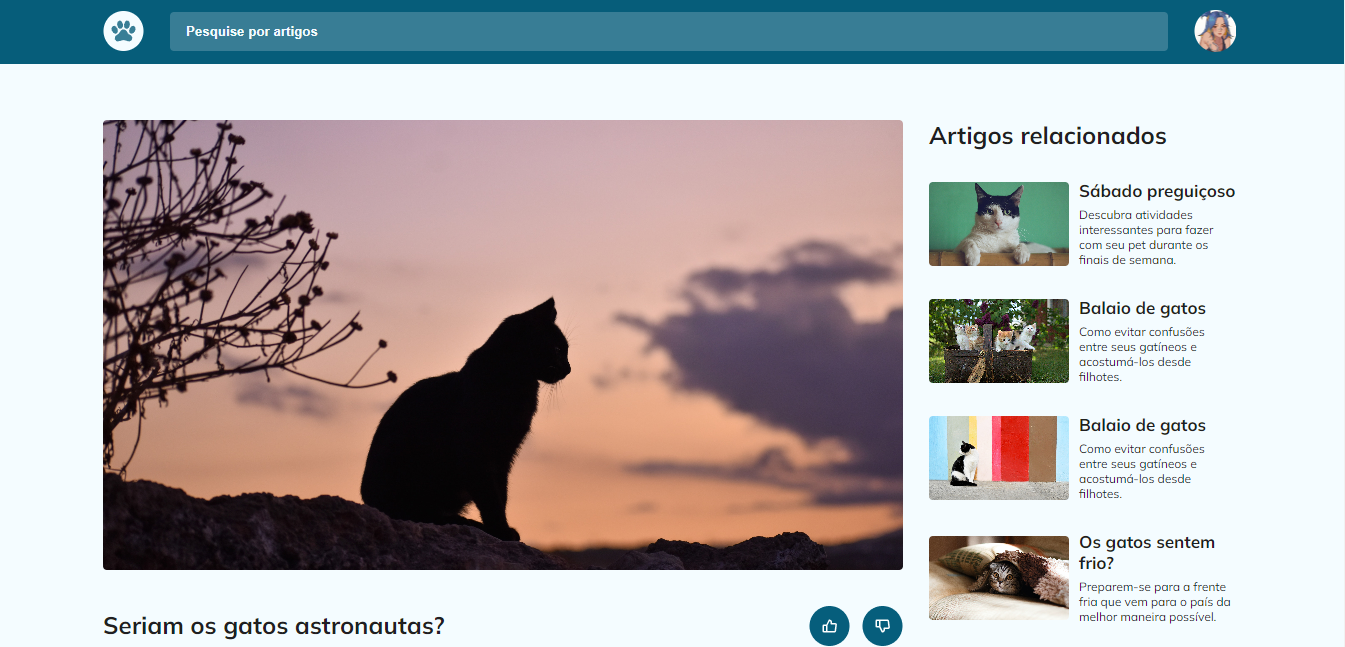 Pesquise por artigos
Artigos relacionados
Sábado preguiçoso
Descubra atividades
interessantes para fazer
com seu pet durante os
finais de semana.
Balaio de gatos
Como evitar confusões
entre seus gatíneos e
acostumá-los desde
filhotes.
Balaio de gatos
Como evitar confusões
entre seus gatíneos e
acostumá-los desde
filhotes.
Os gatos sentem
frio?
Preparem-se para a frente
fria que vem para o país da
melhor maneira possível.
Seriam os gatos astronautas?